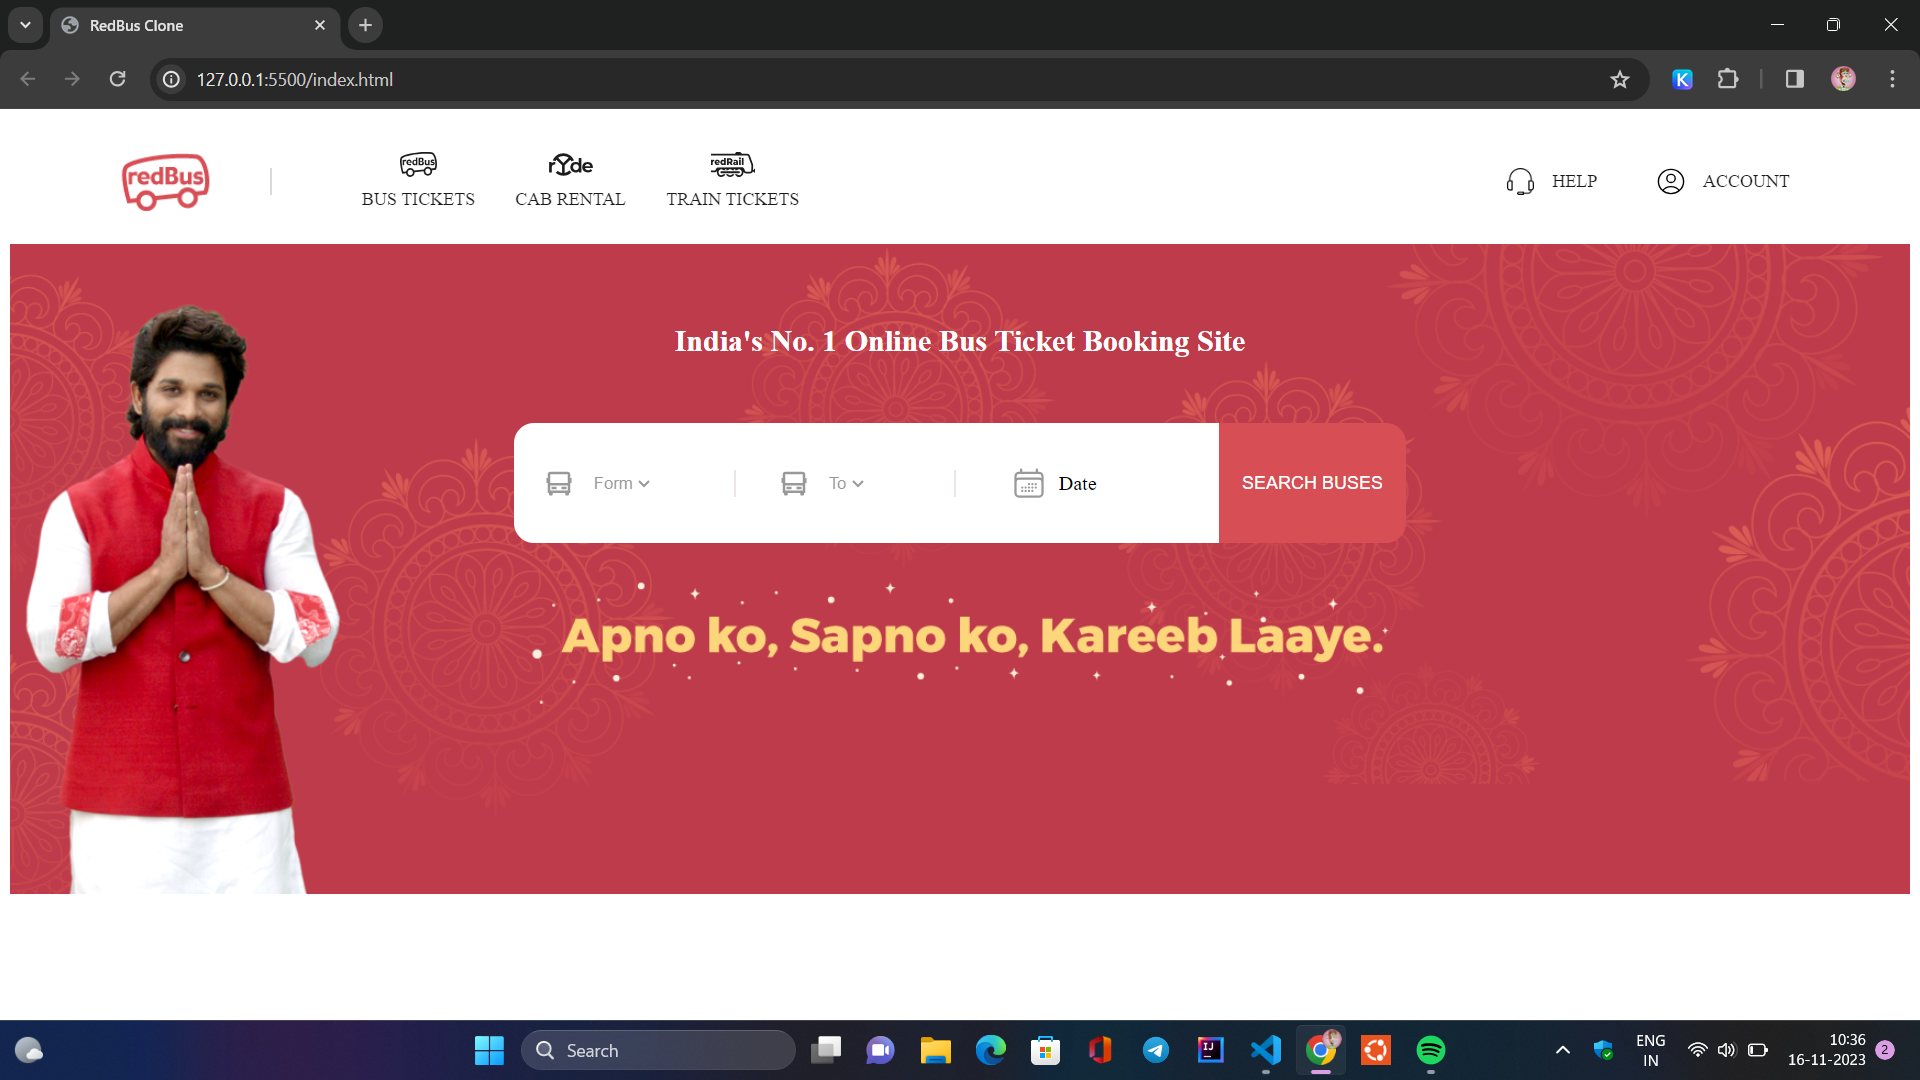 RedBus Clone
127.0.0.1:5500/index.html
K
redBus
redBus
BUS TICKETS
rYde
CAB RENTAL
redRail
TRAIN TICKETS
HELP
ACCOUNT
India's No. 1 Online Bus Ticket Booking Site
Form
To
Date
SEARCH BUSES
Apno ko, Sapno ko, Kareeb Laaye.
Search
IJ
ENG
IN
10:36
16-11-2023
2